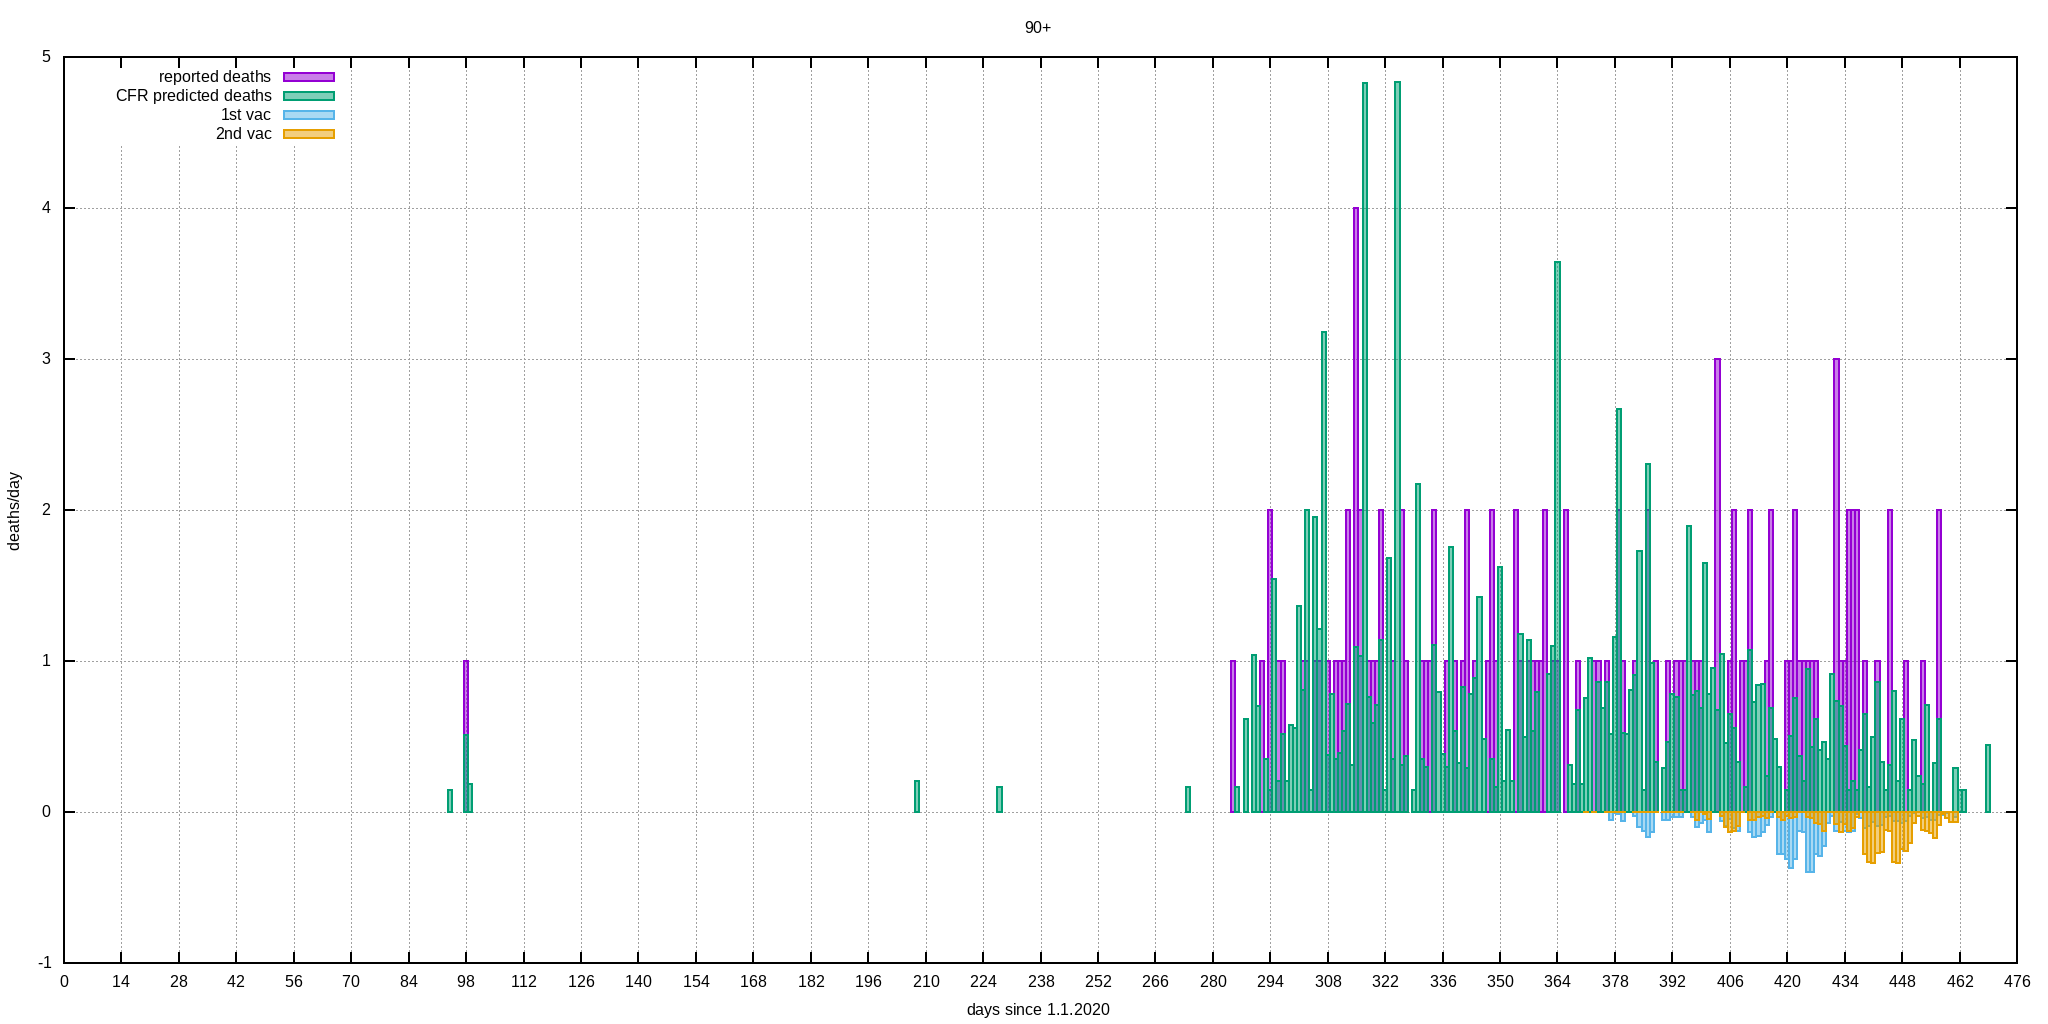 90+
5
reported deaths
CFR predicted deaths
1st vac
2nd vac
4
3
deaths/day
2
1
0
-1
0 14 28 42 56 70 84 98 112 126 140 154 168 182 196 210 224 238 252 266 280 294 308 322 336 350 364 378 392 406 420 434 448 462 476
days since 1.1.2020